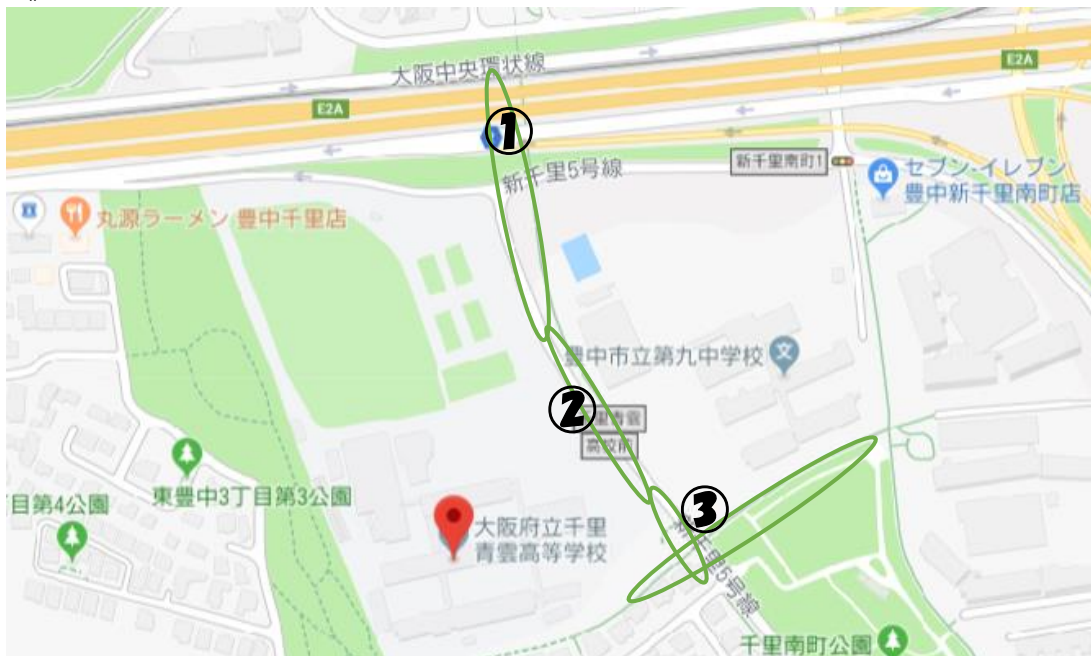 大阪中央環状線
E2A
E2A
①
新千里5号線
新千里南町1
セブン-イレブン
豊中新千里南町店
丸源ラーメン 豊中千里店
豊中市立第九中学校
②
高校前
東豊中3丁目第3公園
目第4公園
③
大阪府立千里
青雲高等学校
新千里5号線
千里南町公園